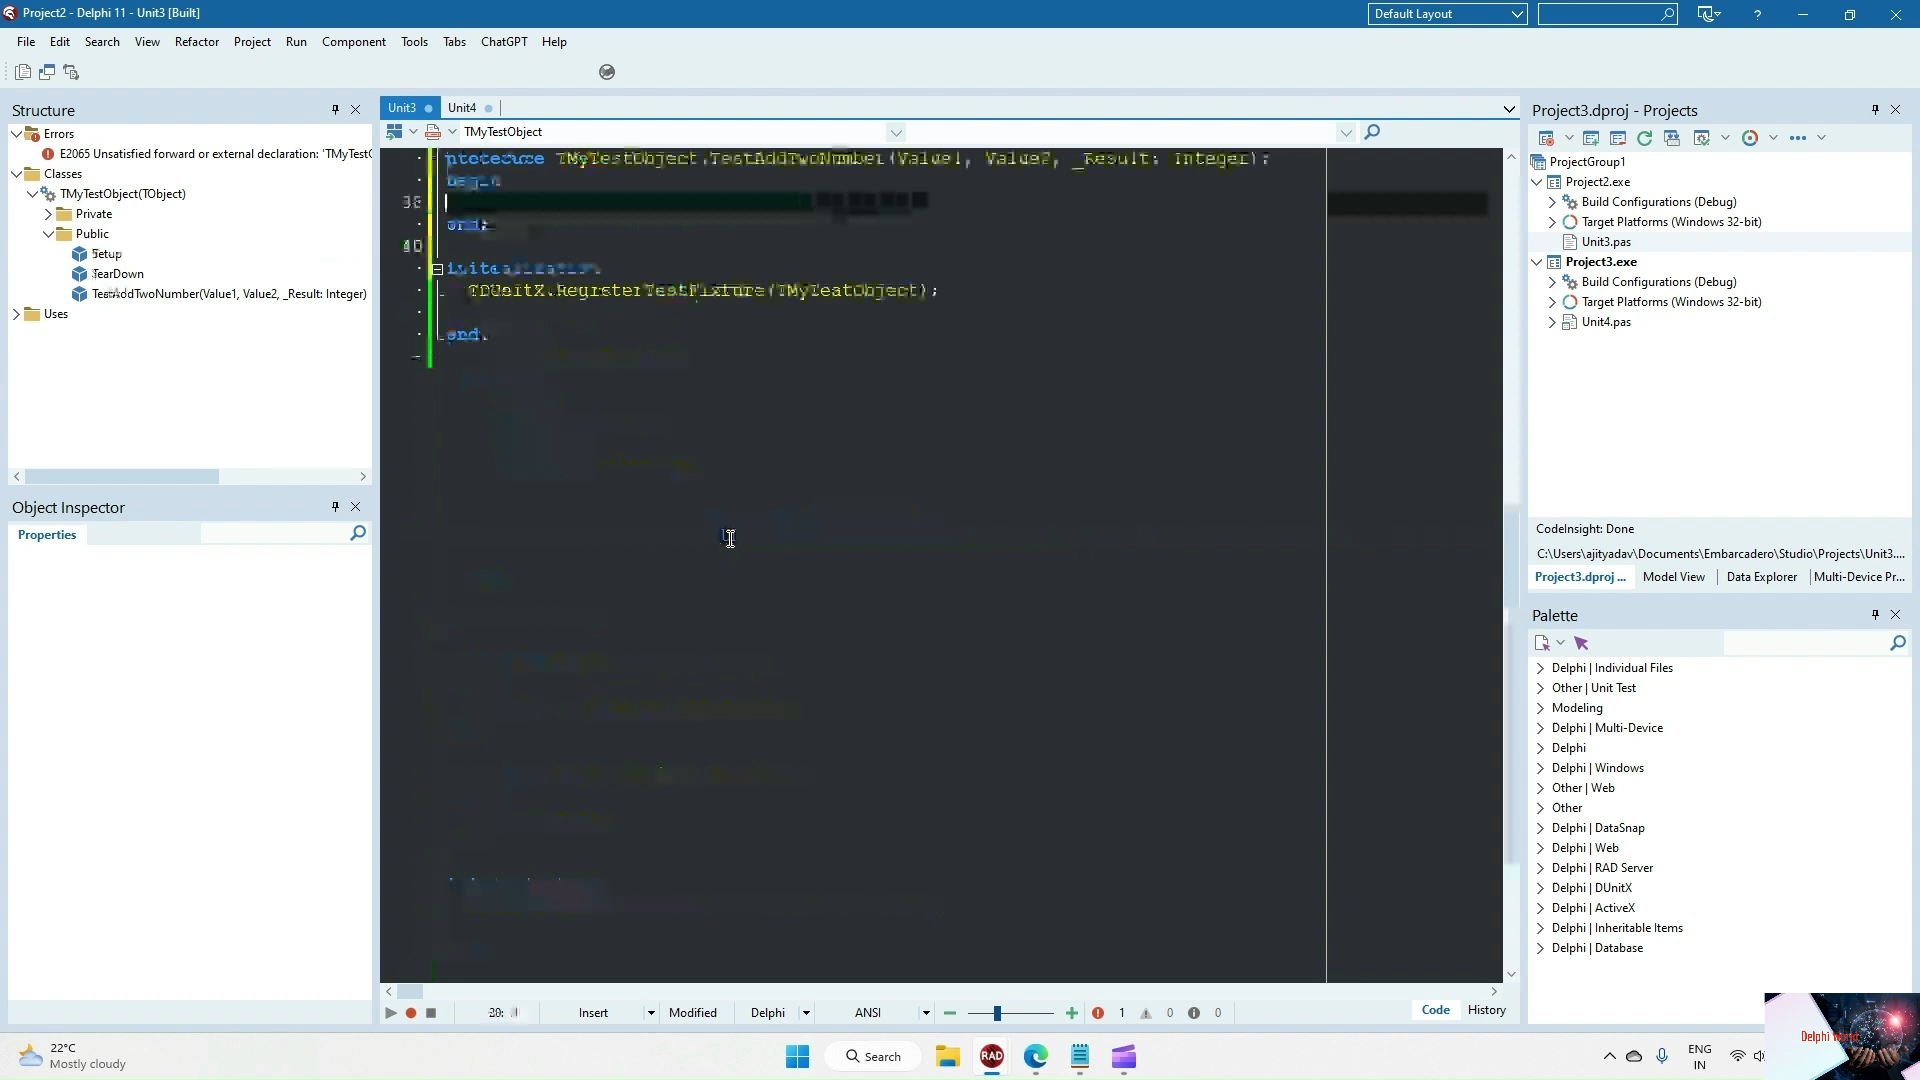 Project2 - Delphi 11 - Unit3 [Built]
Default Layout
File Edit Search View Refactor Project Run Component Tools Tabs ChatGPT Help
Structure
Errors
E2065 Unsatisfied forward or external declaration: 'TMyTestO
Classes
TMyTestObject(TObject)
Private
Public
Setup
TearDown
TestAddTwoNumber(Value1, Value2, _Result: Integer)
Uses
Object Inspector
Properties
Unit3 Unit4
TMyTestObject
TMyTestObject.TestAddTwoNumber(Value1, Value2, _Result: Integer);
40
end.
Insert Modified Delphi ANSI 1 0 0
Code History
Project3.dproj - Projects
ProjectGroup1
Project2.exe
Build Configurations (Debug)
Target Platforms (Windows 32-bit)
Unit3.pas
Project3.exe
Build Configurations (Debug)
Target Platforms (Windows 32-bit)
Unit4.pas
CodeInsight: Done
C:\Users\ajityadav\Documents\Embarcadero\Studio\Projects\Unit3....
Project3.dproj ... Model View Data Explorer Multi-Device Pr...
Palette
Delphi | Individual Files
Other | Unit Test
Modeling
Delphi | Multi-Device
Delphi
Delphi | Windows
Other | Web
Other
Delphi | DataSnap
Delphi | Web
Delphi | RAD Server
Delphi | DUnitX
Delphi | ActiveX
Delphi | Inheritable Items
Delphi | Database
22°C
Mostly cloudy
Search
RAD
ENG
IN
Delphi World